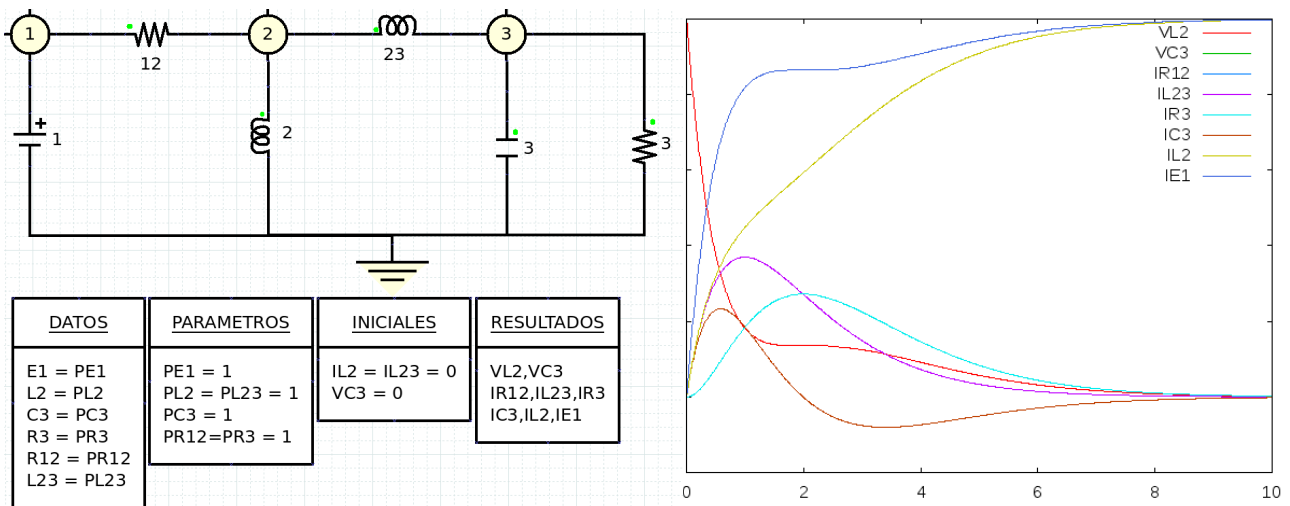 1
2
3
12
23
+
1
2
3
3
DATOS
E1 = PE1
L2 = PL2
C3 = PC3
R3 = PR3
R12 = PR12
L23 = PL23
PARAMETROS
PE1 = 1
PL2 = PL23 = 1
PC3 = 1
PR12=PR3 = 1
INICIALES
IL2 = IL23 = 0
VC3 = 0
RESULTADOS
VL2,VC3
IR12,IL23,IR3
IC3,IL2,IE1
VL2
VC3
IR12
IL23
IR3
IC3
IL2
IE1
0 2 4 6 8 10